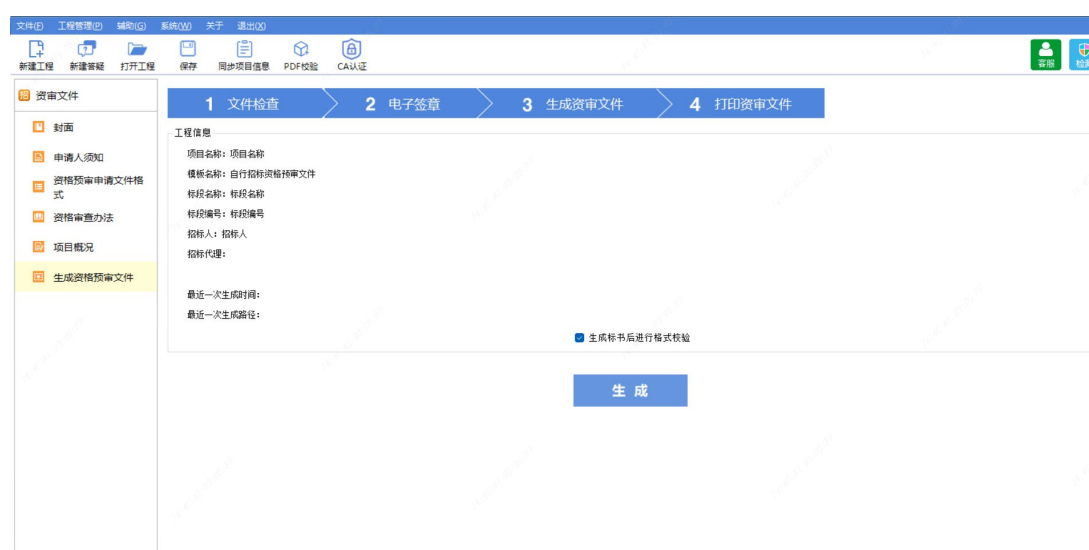 文件(F) 工程管理(P) 辅助(G) 系统(W) 关于 退出(X)
新建工程 新建答疑 打开工程 保存 同步项目信息 PDF校验 CA认证 客服
资审文件
封面
申请人须知
资格预审申请文件格
式
资格审查办法
项目概况
生成资格预审文件
1 文件检查 2 电子签章 3 生成资审文件 4 打印资审文件
工程信息
项目名称：项目名称
模板名称：自行招标资格预审文件
标段名称：标段名称
标段编号：标段编号
招标人：招标人
招标代理：
最近一次生成时间：
最近一次生成路径：
生成标书后进行格式校验
生 成